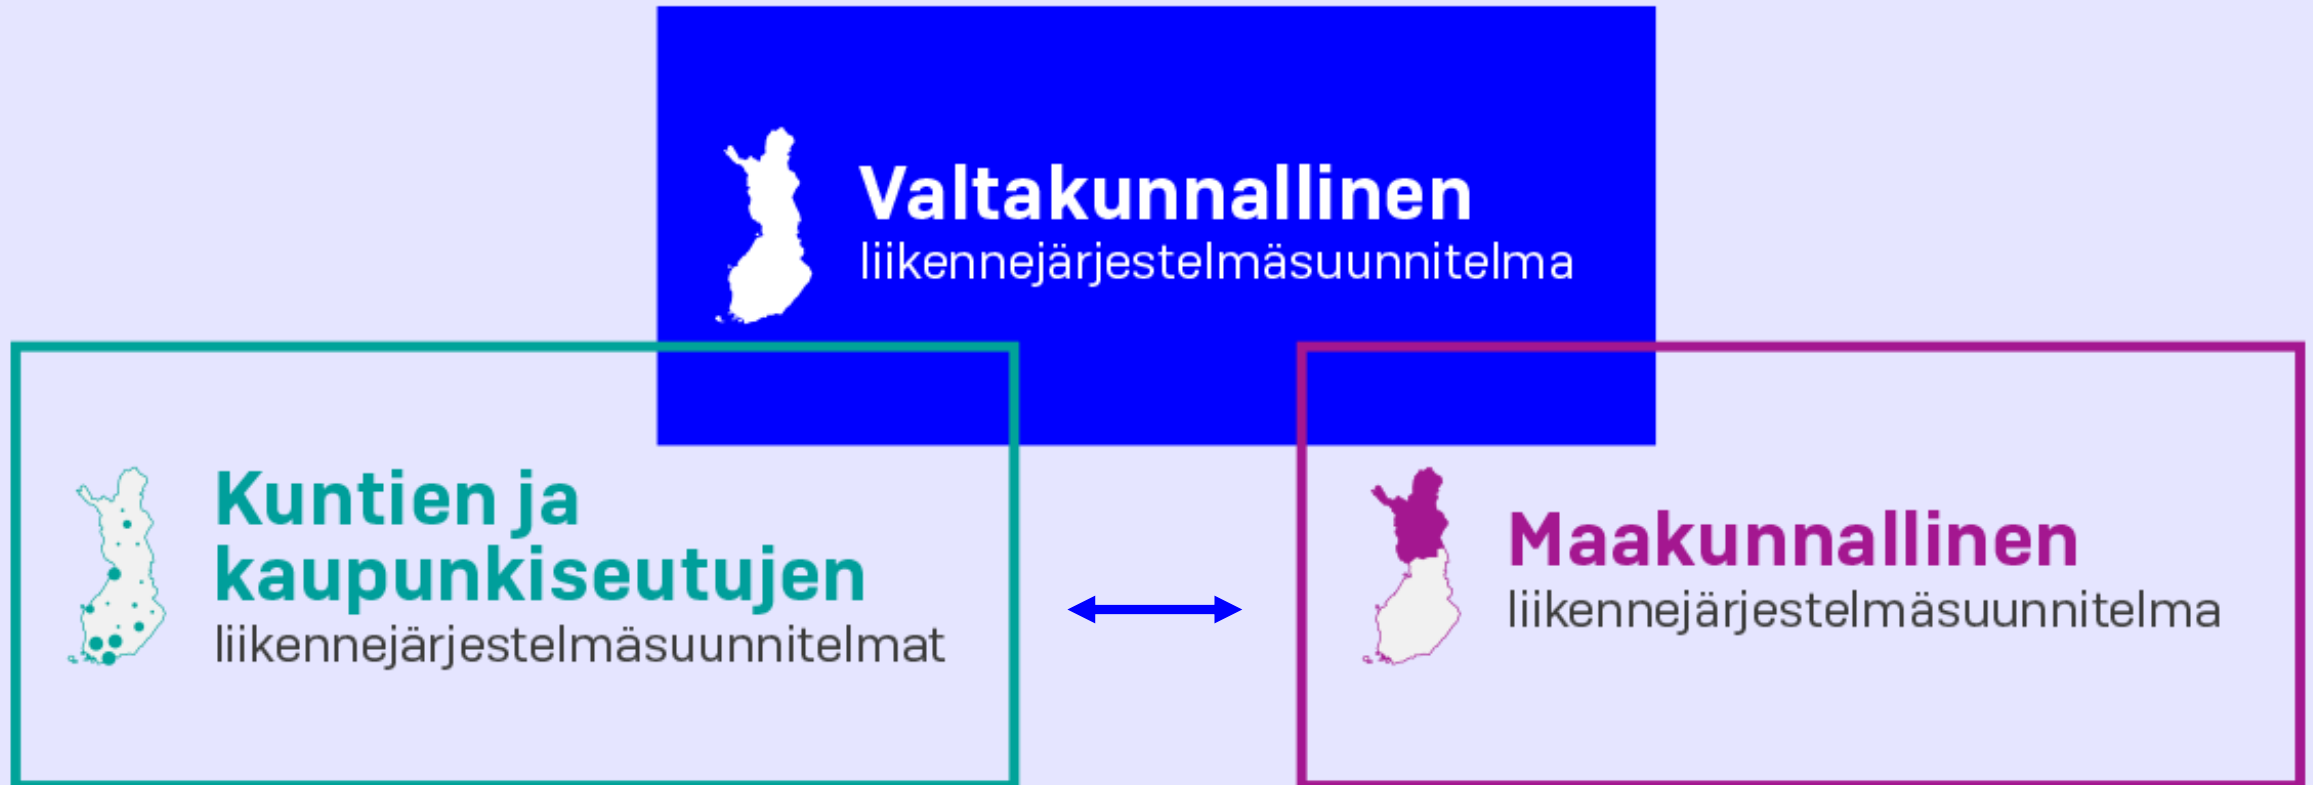 Valtakunnallinen
liikennejärjestelmäsuunnitelma
Kuntien ja
kaupunkiseutujen
liikennejärjestelmäsuunnitelmat
Maakunnallinen
liikennejärjestelmäsuunnitelma